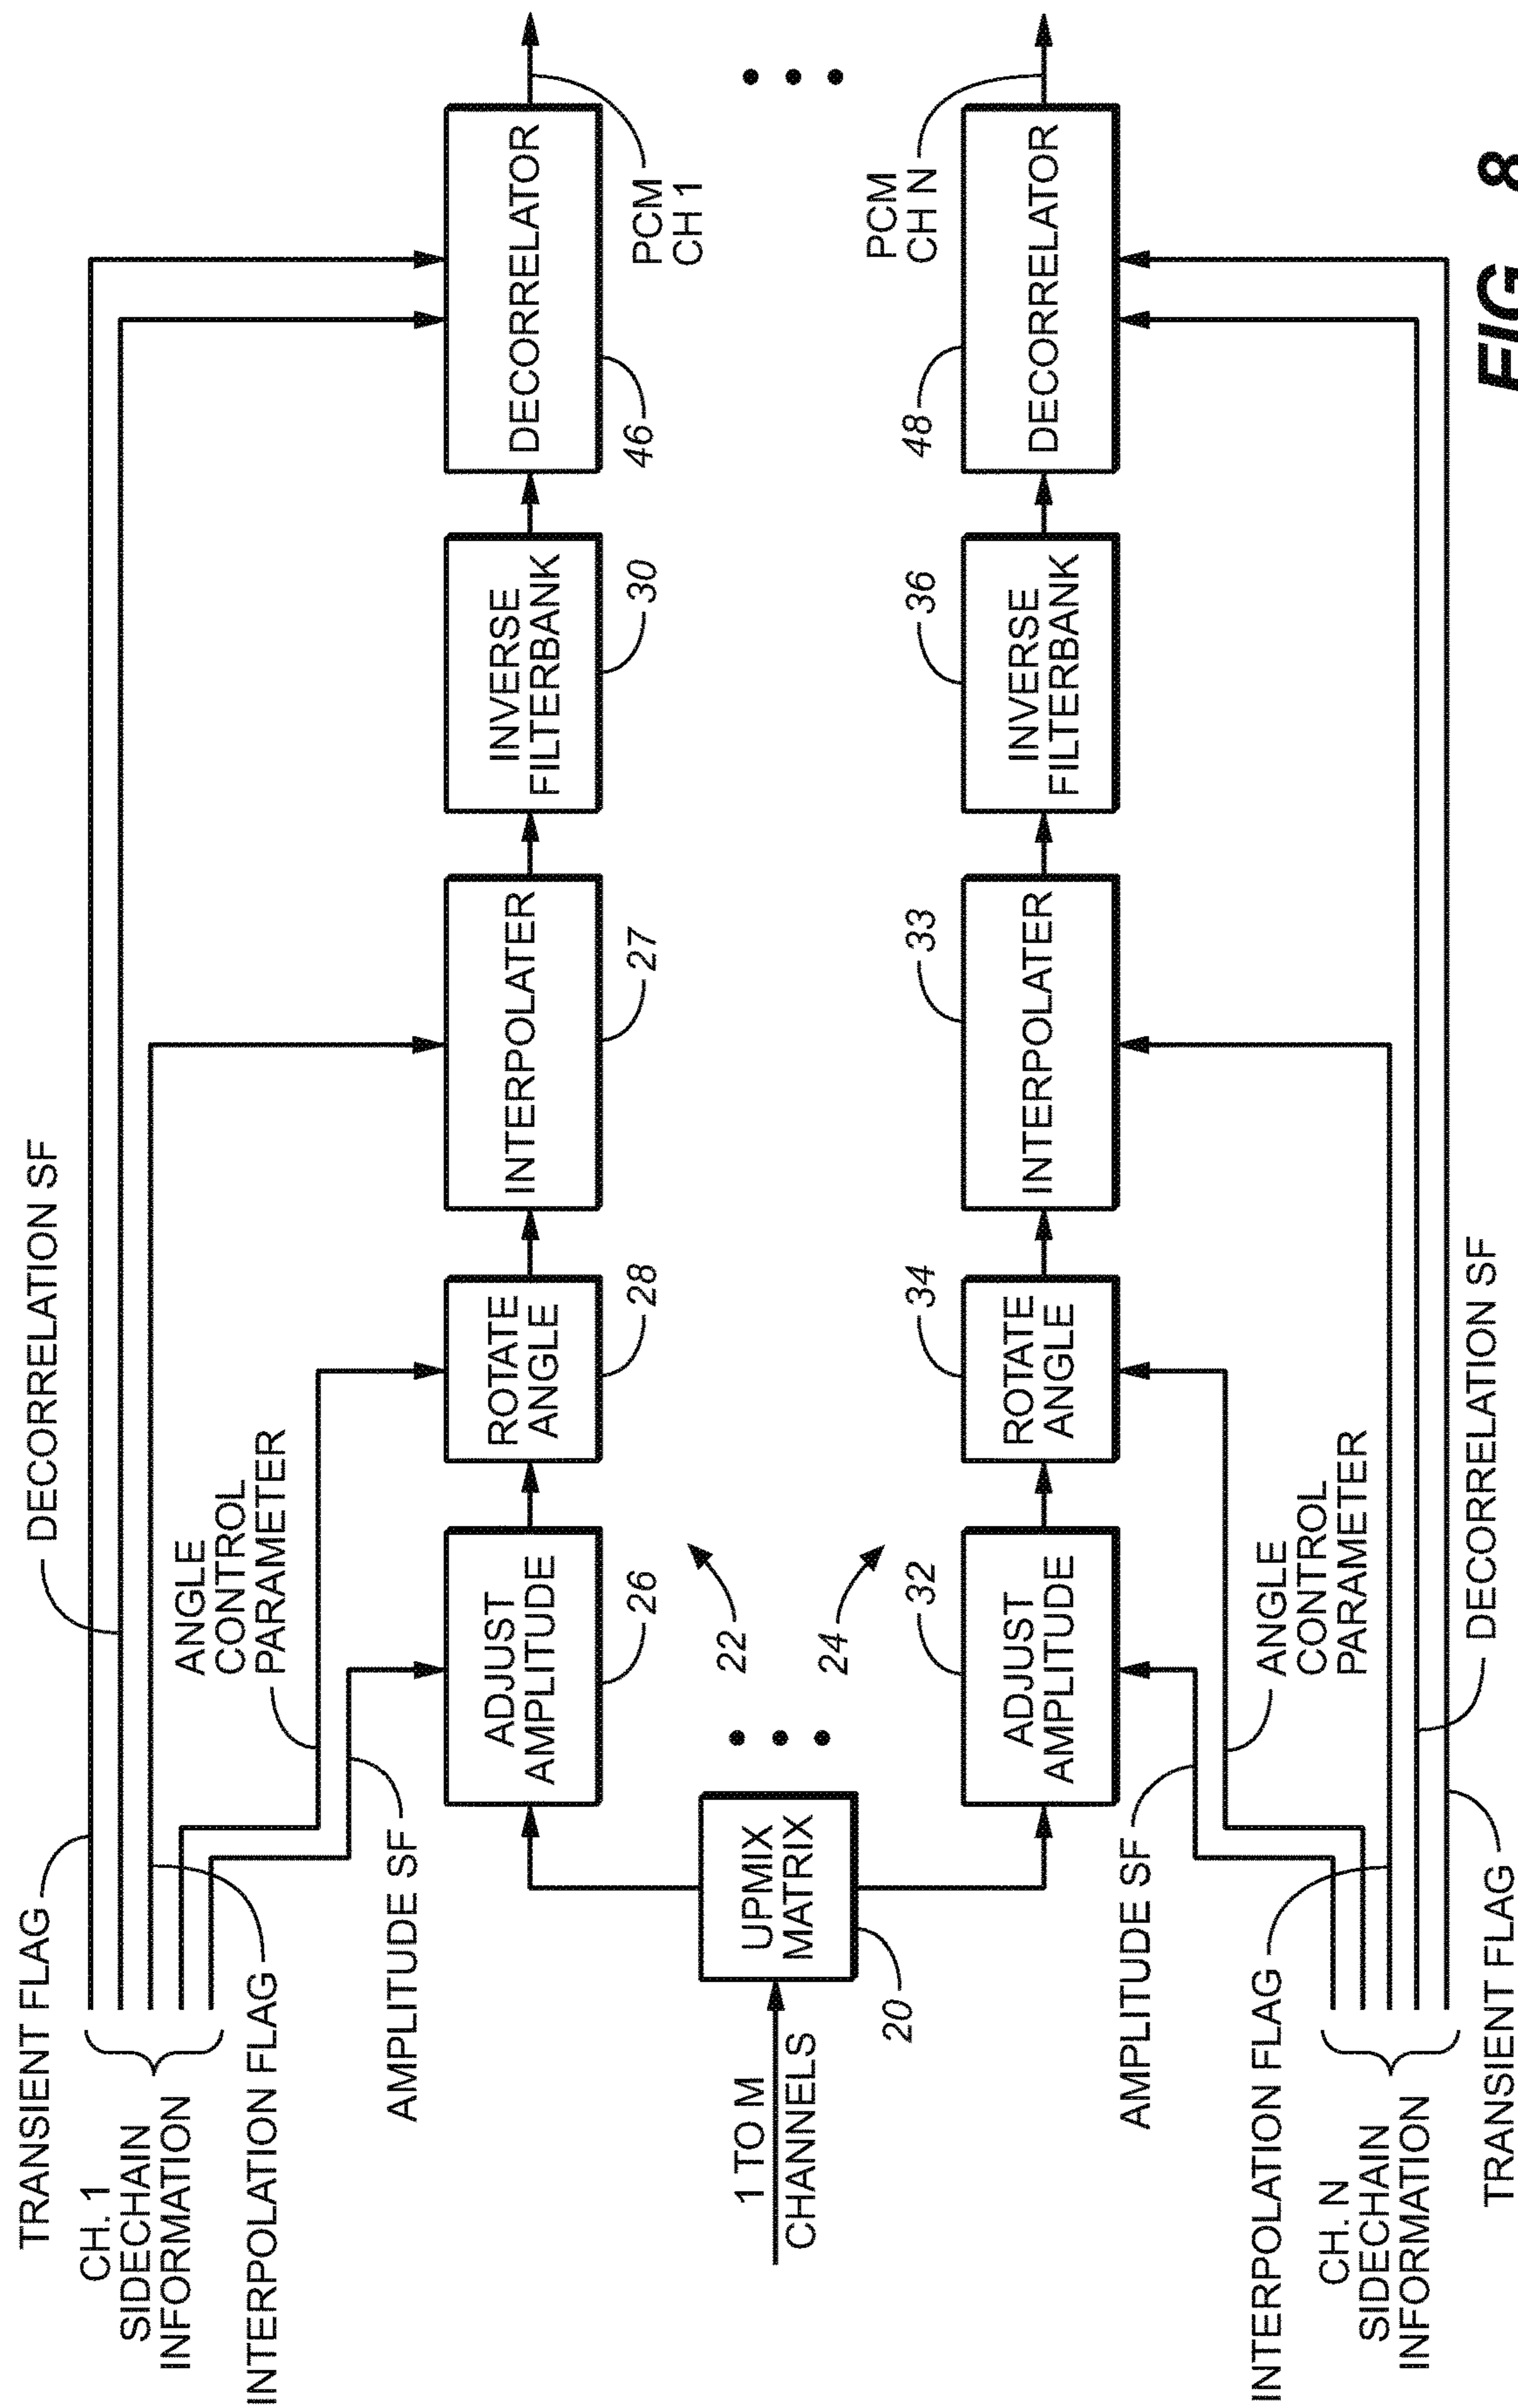 TRANSIENT FLAG
DECORRELATION SF
CH. 1
SIDECHAIN
INFORMATION
INTERPOLATION FLAG
ANGLE
CONTROL
PARAMETER
AMPLITUDE SF
ADJUST
AMPLITUDE
26
ROTATE
ANGLE
28
INTERPOLATER
27
INVERSE
FILTERBANK
30
DECORRELATOR
46
PCM
CH 1
22
1 TO M
CHANNELS
UPMIX
MATRIX
20
24
ADJUST
AMPLITUDE
32
ROTATE
ANGLE
34
INTERPOLATER
33
INVERSE
FILTERBANK
36
DECORRELATOR
48
PCM
CH N
AMPLITUDE SF
INTERPOLATION FLAG
ANGLE
CONTROL
PARAMETER
CH. N
SIDECHAIN
INFORMATION
DECORRELATION SF
TRANSIENT FLAG
FIG_8